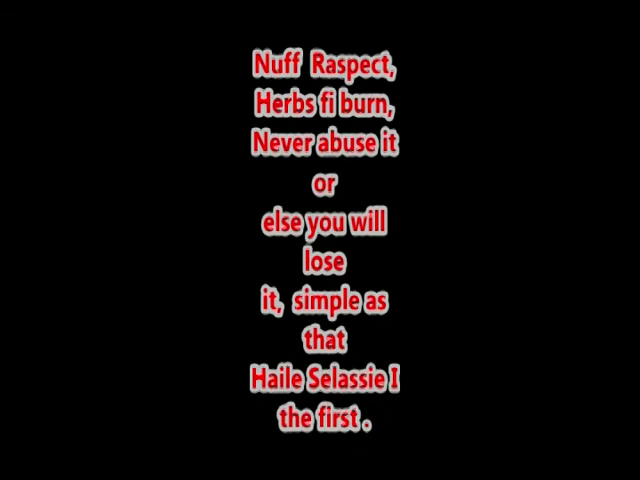 Nuff  Raspect,
Herbs fi burn,
Never abuse it
or
else you will
lose
it,  simple as
that
Haile Selassie I
the first .